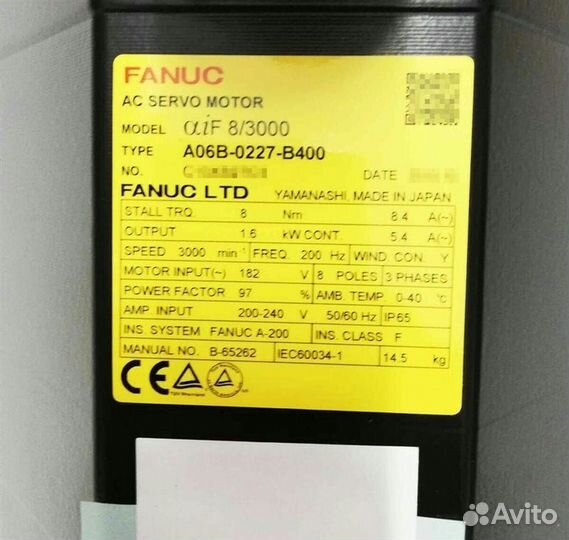 FANUC
AC SERVO MOTOR
MODEL αiF 8/3000
TYPE A06B-0227-B400
NO. DATE
FANUC LTD YAMANASHI, MADE IN JAPAN
STALL TRQ. 8 Nm 8.4 A(~)
OUTPUT 1.6 kW CONT. 5.4 A(~)
SPEED 3000 min⁻¹ FREQ. 200 Hz WIND. CON. Y
MOTOR INPUT(~) 182 V 8 POLES 3 PHASES
POWER FACTOR 97 % AMB. TEMP. 0-40 °C
AMP. INPUT 200-240 V 50/60 Hz IP65
INS. SYSTEM FANUC A-200 INS. CLASS F
MANUAL NO. B-65262 IEC60034-1 14.5 kg
CE
TÜV Rheinland
Avito